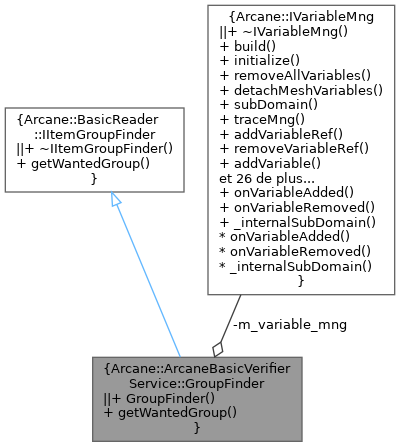 {Arcane::IVariableMng
||+ ~IVariableMng()
+ build()
+ initialize()
+ removeAllVariables()
+ detachMeshVariables()
+ subDomain()
+ traceMng()
+ addVariableRef()
+ removeVariableRef()
+ addVariable()
et 26 de plus...
+ onVariableAdded()
+ onVariableRemoved()
+ _internalSubDomain()
* onVariableAdded()
* onVariableRemoved()
* _internalSubDomain()
}
{Arcane::BasicReader
::IItemGroupFinder
||+ ~IItemGroupFinder()
+ getWantedGroup()
}
-m_variable_mng
{Arcane::ArcaneBasicVerifier
Service::GroupFinder
||+ GroupFinder()
+ getWantedGroup()
}